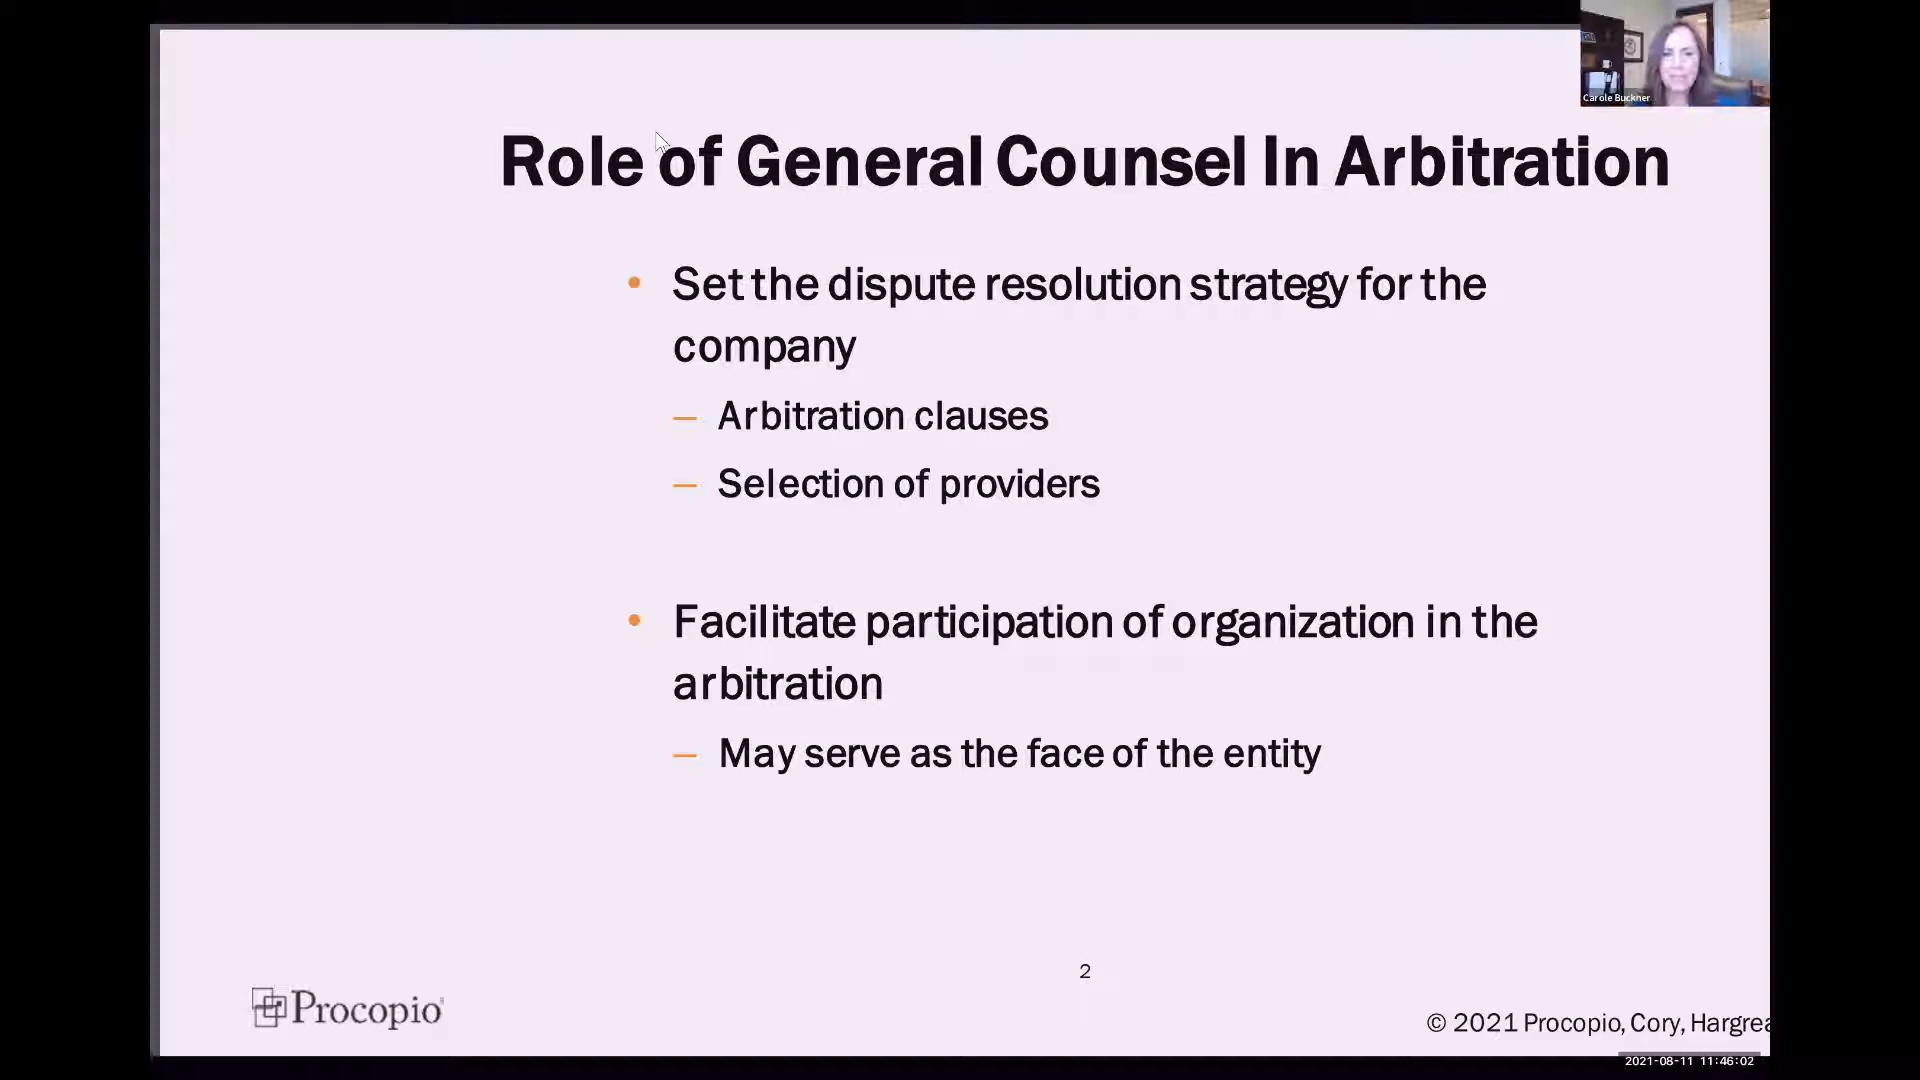 Carole Buckner
Role of General Counsel In Arbitration
• Set the dispute resolution strategy for the
company
– Arbitration clauses
– Selection of providers
• Facilitate participation of organization in the
arbitration
– May serve as the face of the entity
2
Procopio
© 2021 Procopio, Cory, Hargrea
2021-08-11 11:46:02